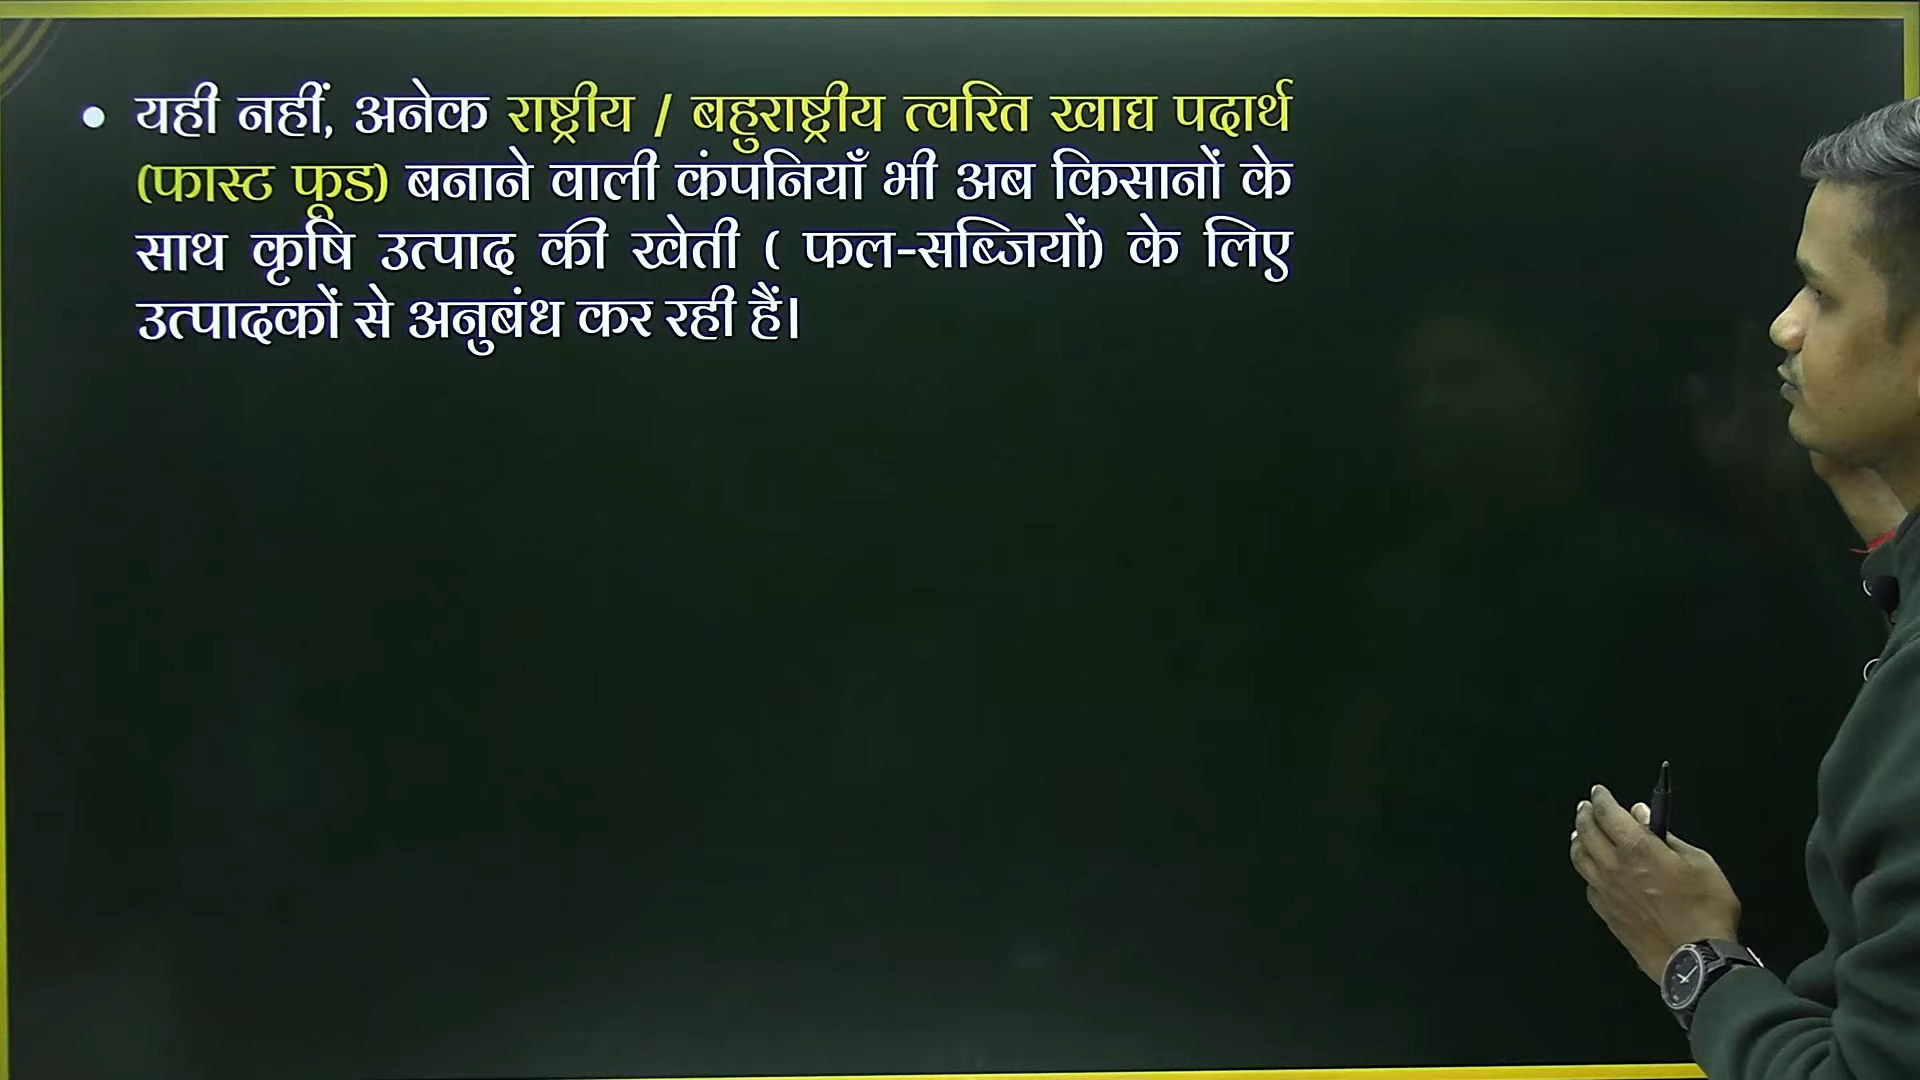 • यही नहीं, अनेक राष्ट्रीय / बहुराष्ट्रीय त्वरित खाद्य पदार्थ
(फास्ट फूड) बनाने वाली कंपनियाँ भी अब किसानों के
साथ कृषि उत्पाद की खेती ( फल-सब्जियों) के लिए
उत्पादकों से अनुबंध कर रही हैं।